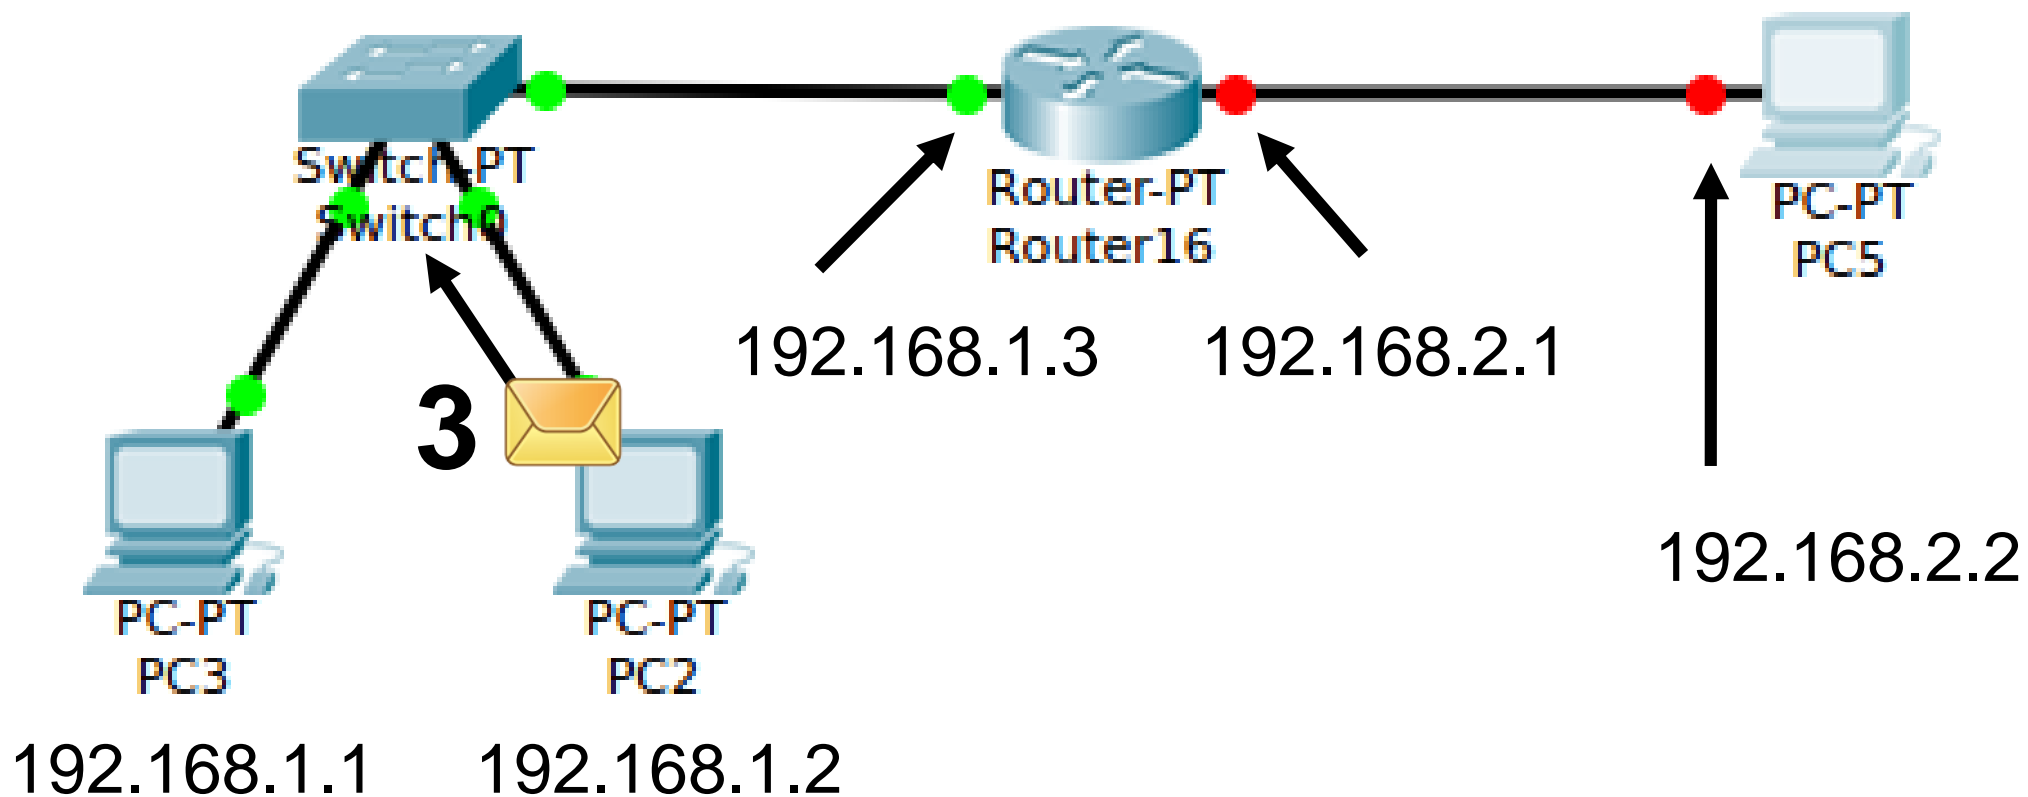 Switch-PT
Switch0
Router-PT
Router16
PC-PT
PC5
192.168.1.3
192.168.2.1
3
192.168.2.2
PC-PT
PC3
PC-PT
PC2
192.168.1.1
192.168.1.2